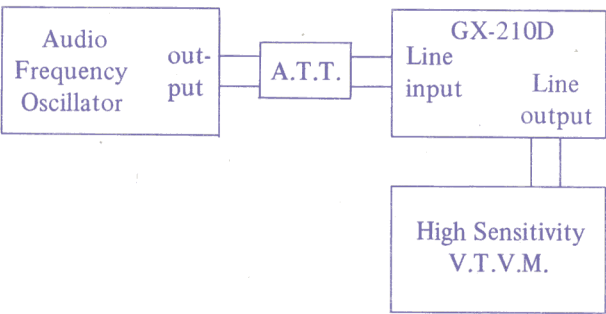 Audio
Frequency
Oscillator
out-
put
A.T.T.
GX-210D
Line
input
Line
output
High Sensitivity
V.T.V.M.